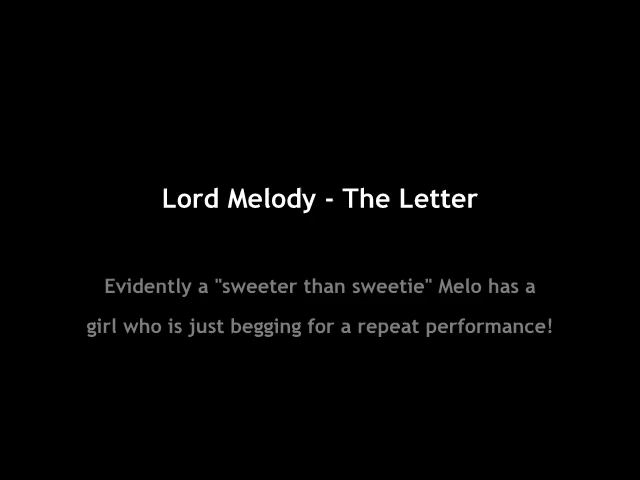 Lord Melody - The Letter
Evidently a "sweeter than sweetie" Melo has a
girl who is just begging for a repeat performance!